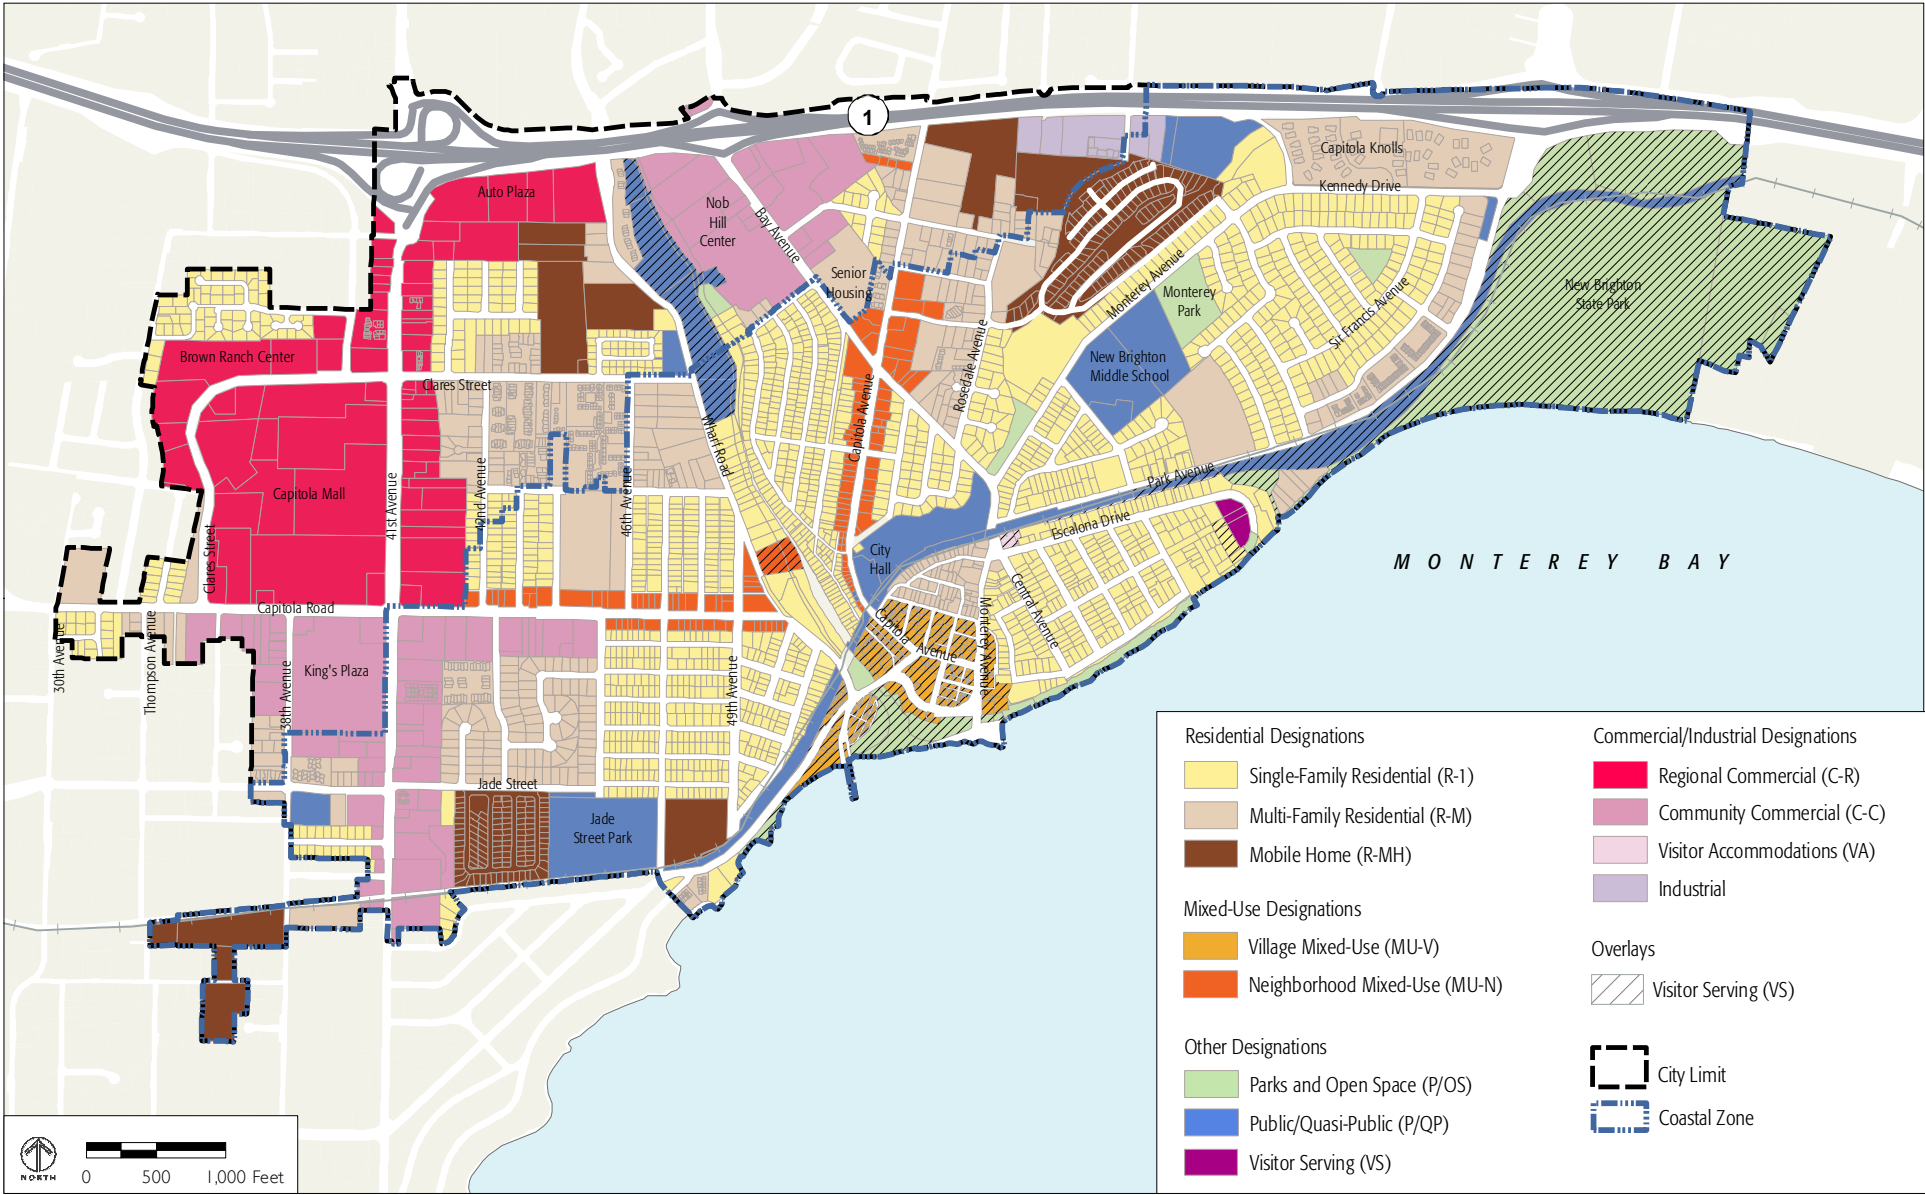 1
Capitola Knolls
Kennedy Drive
Auto Plaza
Nob
Hill
Center
Bay Avenue
Senior
Housing
Monterey Avenue
Monterey
Park
New Brighton
State Park
Sir Francis Avenue
Brown Ranch Center
Clares Street
New Brighton
Middle School
Rosedale Avenue
Capitola Avenue
Wharf Road
Capitola Mall
41st Avenue
42nd Avenue
46th Avenue
Park Avenue
Escalona Drive
Clares Street
City
Hall
MONTEREY BAY
Capitola Road
Central Avenue
Capitola
Avenue
Monterey Avenue
30th Avenue
Thompson Avenue
38th Avenue
King's Plaza
49th Avenue
Jade Street
Jade
Street Park
Residential Designations
Single-Family Residential (R-1)
Multi-Family Residential (R-M)
Mobile Home (R-MH)
Mixed-Use Designations
Village Mixed-Use (MU-V)
Neighborhood Mixed-Use (MU-N)
Other Designations
Parks and Open Space (P/OS)
Public/Quasi-Public (P/QP)
Visitor Serving (VS)
Commercial/Industrial Designations
Regional Commercial (C-R)
Community Commercial (C-C)
Visitor Accommodations (VA)
Industrial
Overlays
Visitor Serving (VS)
City Limit
Coastal Zone
NORTH
0 500 1,000 Feet